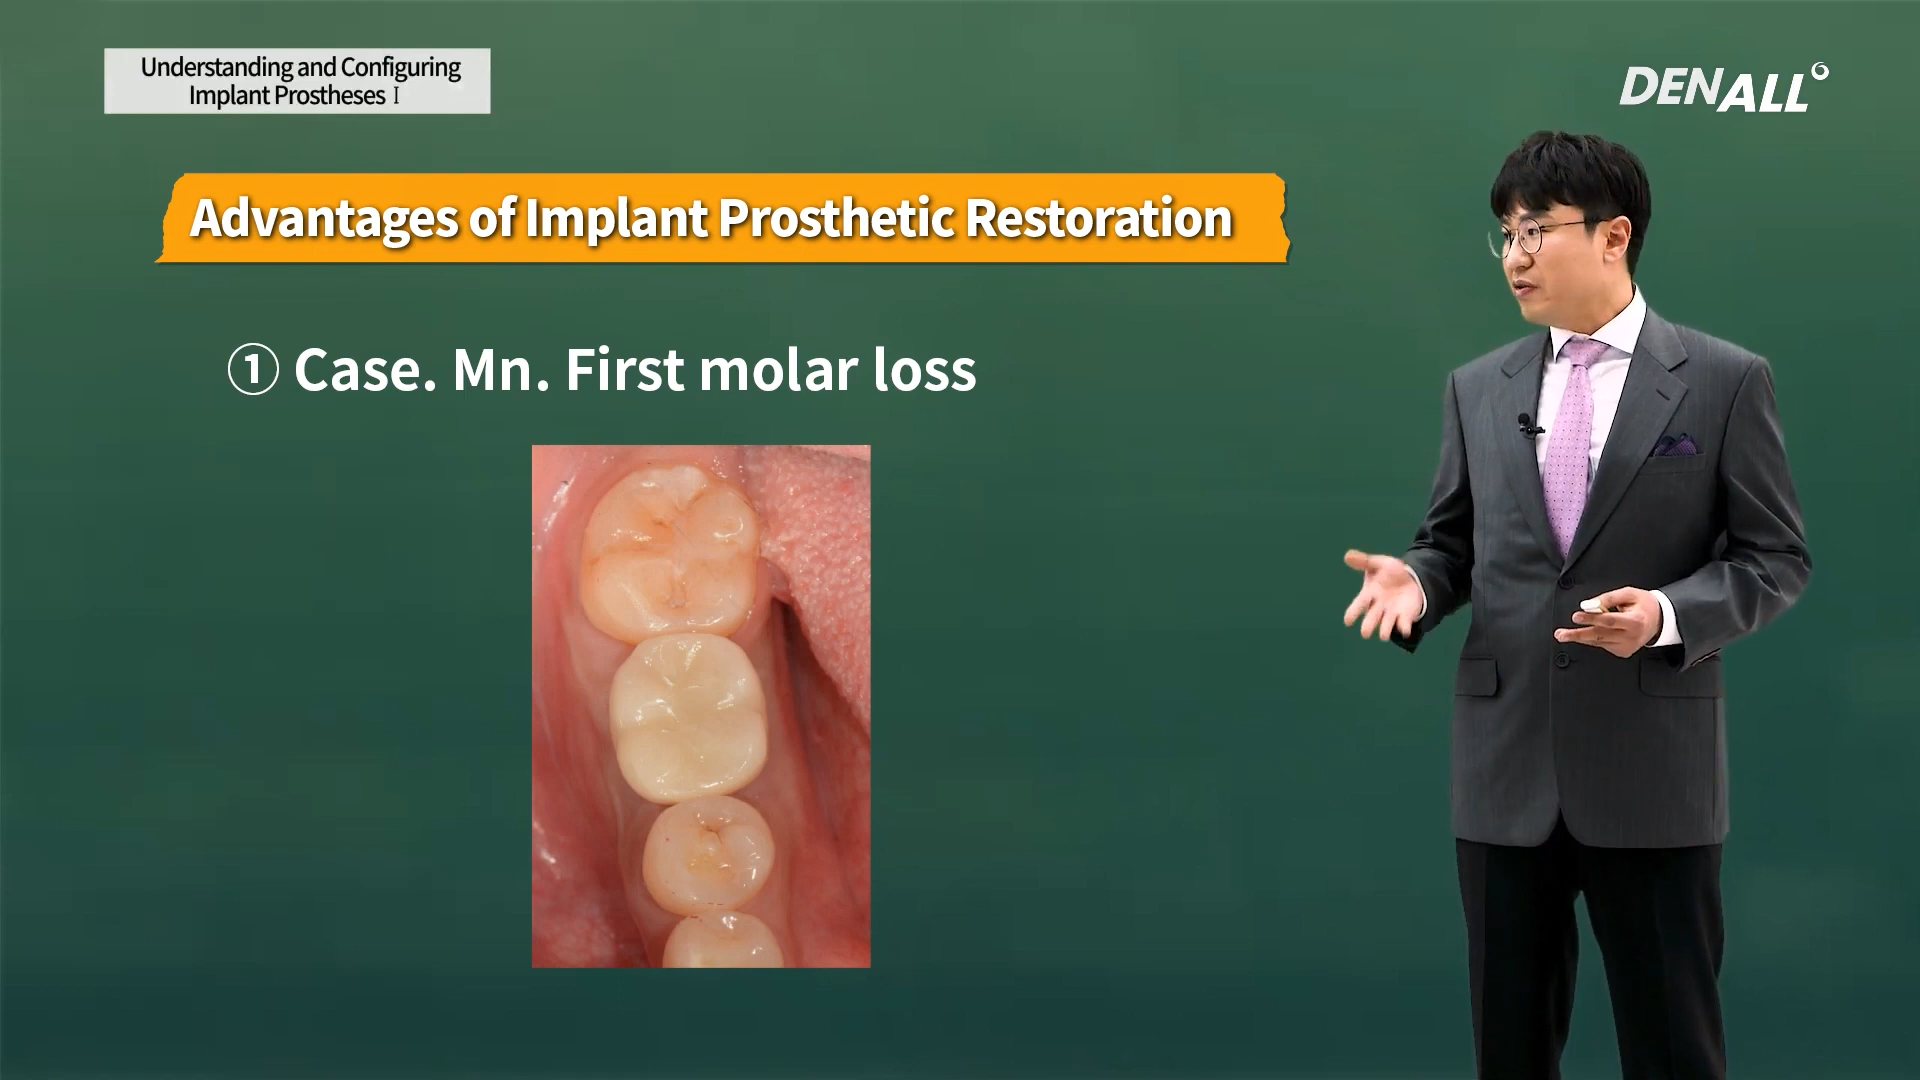 Understanding and Configuring
Implant Prostheses Ⅰ
DENALL
Advantages of Implant Prosthetic Restoration
① Case. Mn. First molar loss